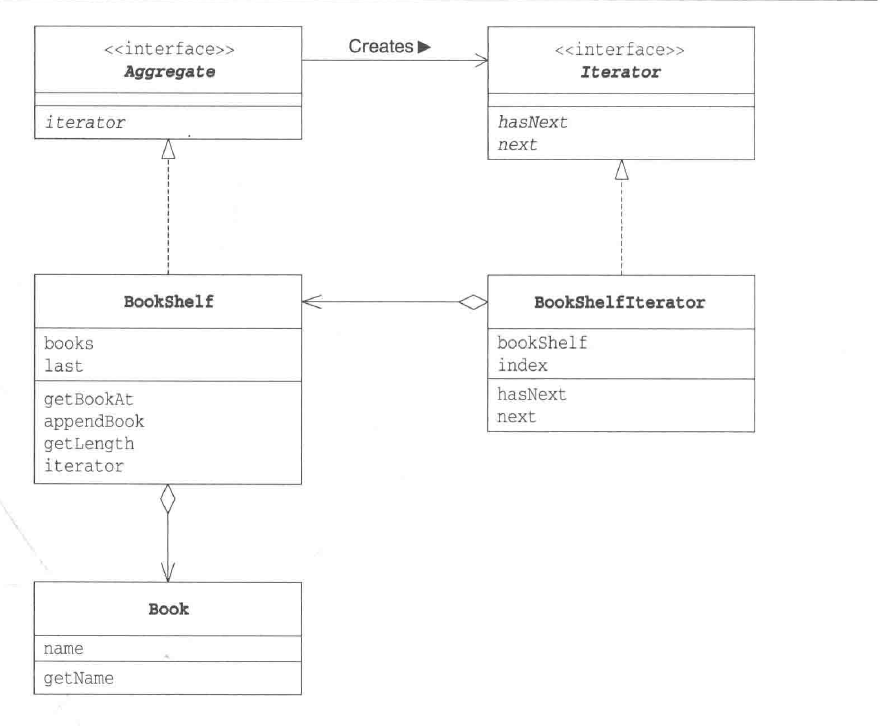 <<interface>>
Aggregate
iterator
Creates ▶
<<interface>>
Iterator
hasNext
next
BookShelf
books
last
getBookAt
appendBook
getLength
iterator
BookShelfIterator
bookShelf
index
hasNext
next
Book
name
getName